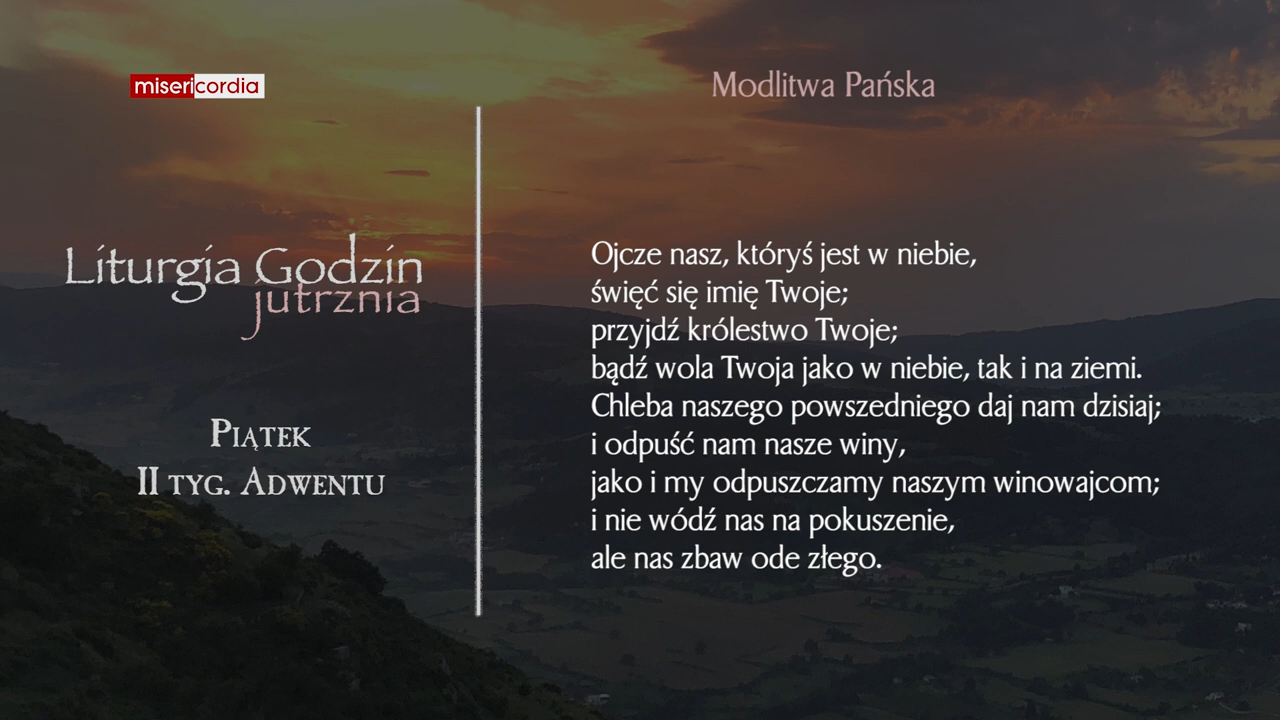 misericordia
Liturgia Godzin
jutrznia
Piątek
II tyg. Adwentu
Modlitwa Pańska
Ojcze nasz, któryś jest w niebie,
święć się imię Twoje;
przyjdź królestwo Twoje;
bądź wola Twoja jako w niebie, tak i na ziemi.
Chleba naszego powszedniego daj nam dzisiaj;
i odpuść nam nasze winy,
jako i my odpuszczamy naszym winowajcom;
i nie wódź nas na pokuszenie,
ale nas zbaw ode złego.